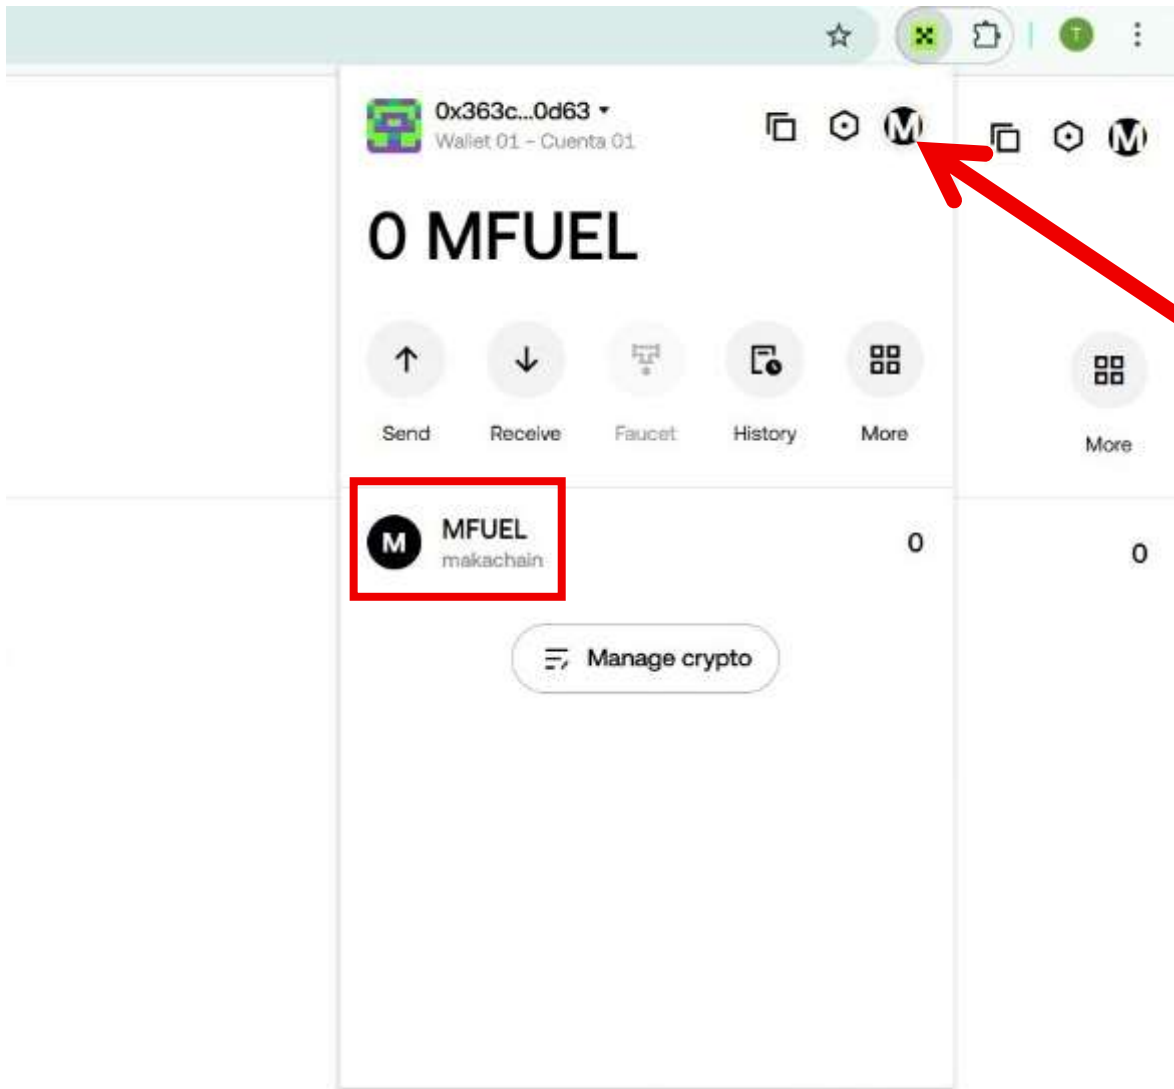 T
0x363c...0d63
Wallet 01 - Cuenta 01
M
M
0 MFUEL
Send
Receive
Faucet
History
More
More
M
MFUEL
makachain
0
0
Manage crypto